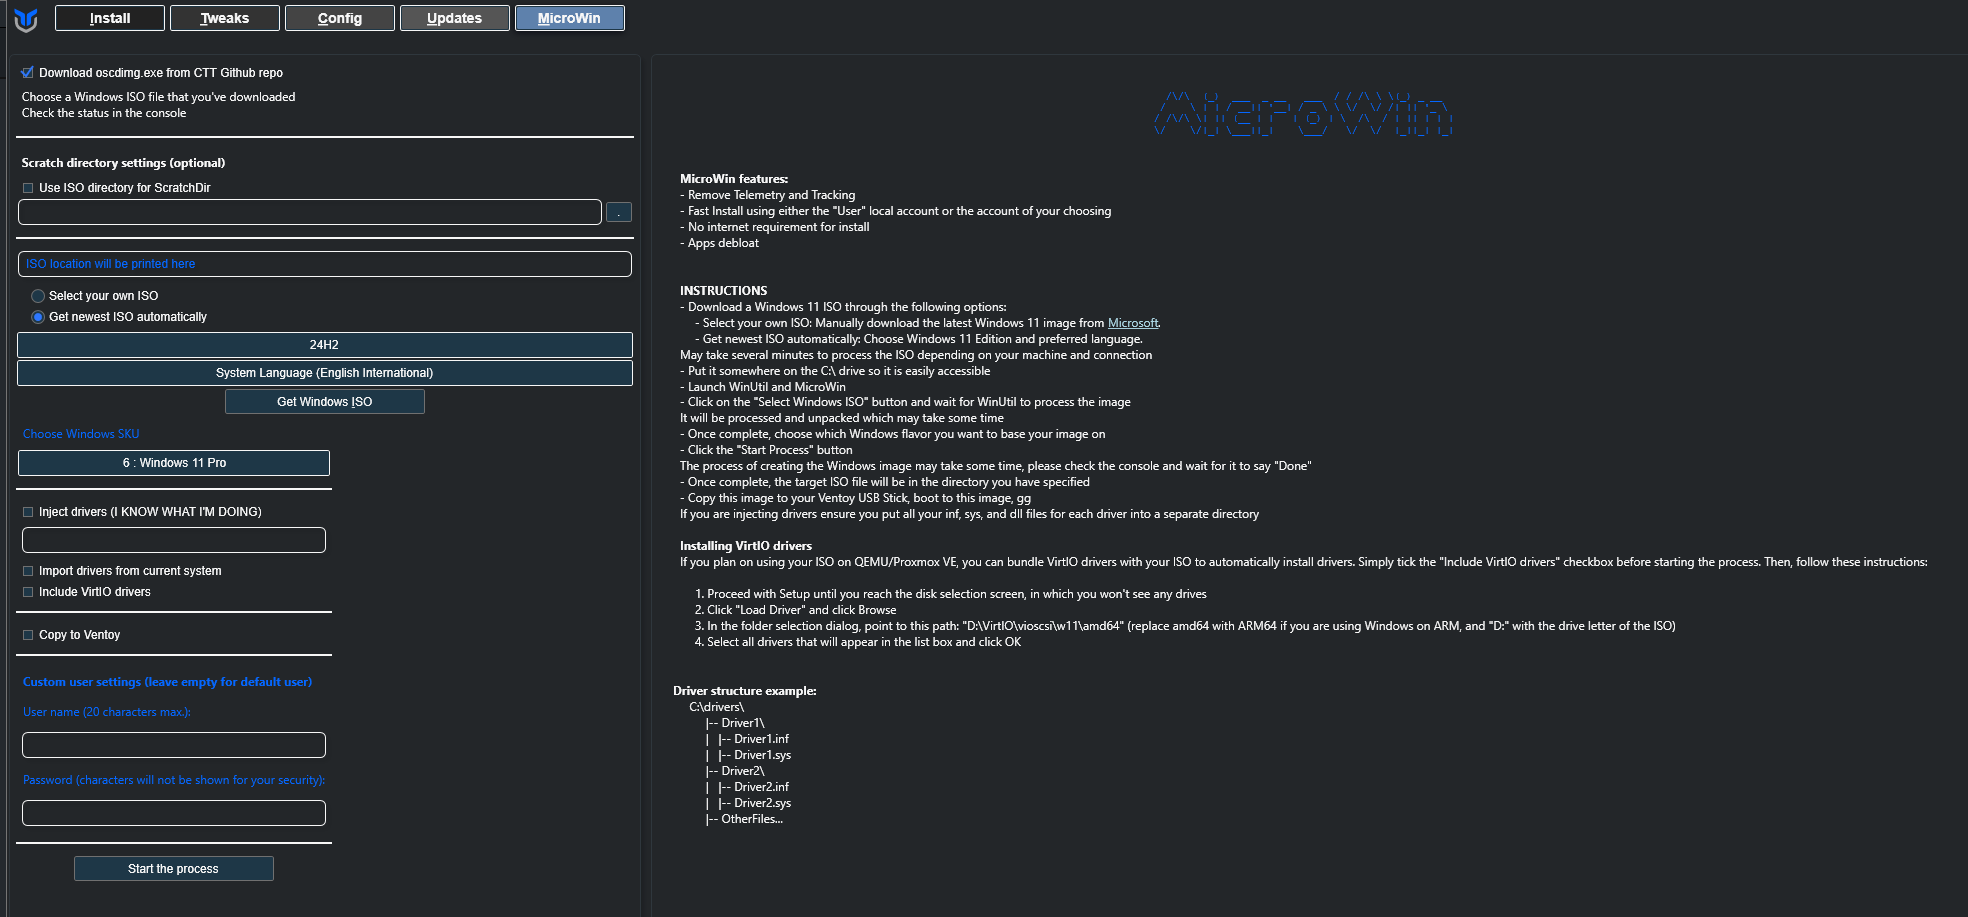 Install
Tweaks
Config
Updates
MicroWin
Download oscdimg.exe from CTT Github repo
Choose a Windows ISO file that you've downloaded
Check the status in the console
Scratch directory settings (optional)
Use ISO directory for ScratchDir
.
ISO location will be printed here
Select your own ISO
Get newest ISO automatically
24H2
System Language (English International)
Get Windows ISO
Choose Windows SKU
6 : Windows 11 Pro
Inject drivers (I KNOW WHAT I'M DOING)
Import drivers from current system
Include VirtIO drivers
Copy to Ventoy
Custom user settings (leave empty for default user)
User name (20 characters max.):
Password (characters will not be shown for your security):
Start the process
MicroWin
MicroWin features:
- Remove Telemetry and Tracking
- Fast Install using either the "User" local account or the account of your choosing
- No internet requirement for install
- Apps debloat
INSTRUCTIONS
- Download a Windows 11 ISO through the following options:
- Select your own ISO: Manually download the latest Windows 11 image from Microsoft.
- Get newest ISO automatically: Choose Windows 11 Edition and preferred language.
May take several minutes to process the ISO depending on your machine and connection
- Put it somewhere on the C:\ drive so it is easily accessible
- Launch WinUtil and MicroWin
- Click on the "Select Windows ISO" button and wait for WinUtil to process the image
It will be processed and unpacked which may take some time
- Once complete, choose which Windows flavor you want to base your image on
- Click the "Start Process" button
The process of creating the Windows image may take some time, please check the console and wait for it to say "Done"
- Once complete, the target ISO file will be in the directory you have specified
- Copy this image to your Ventoy USB Stick, boot to this image, gg
If you are injecting drivers ensure you put all your inf, sys, and dll files for each driver into a separate directory
Installing VirtIO drivers
If you plan on using your ISO on QEMU/Proxmox VE, you can bundle VirtIO drivers with your ISO to automatically install drivers. Simply tick the "Include VirtIO drivers" checkbox before starting the process. Then, follow these instructions:
1. Proceed with Setup until you reach the disk selection screen, in which you won't see any drives
2. Click "Load Driver" and click Browse
3. In the folder selection dialog, point to this path: "D:\VirtIO\vioscsi\w11\amd64" (replace amd64 with ARM64 if you are using Windows on ARM, and "D:" with the drive letter of the ISO)
4. Select all drivers that will appear in the list box and click OK
Driver structure example:
C:\drivers\
|-- Driver1\
|   |-- Driver1.inf
|   |-- Driver1.sys
|-- Driver2\
|   |-- Driver2.inf
|   |-- Driver2.sys
|-- OtherFiles...